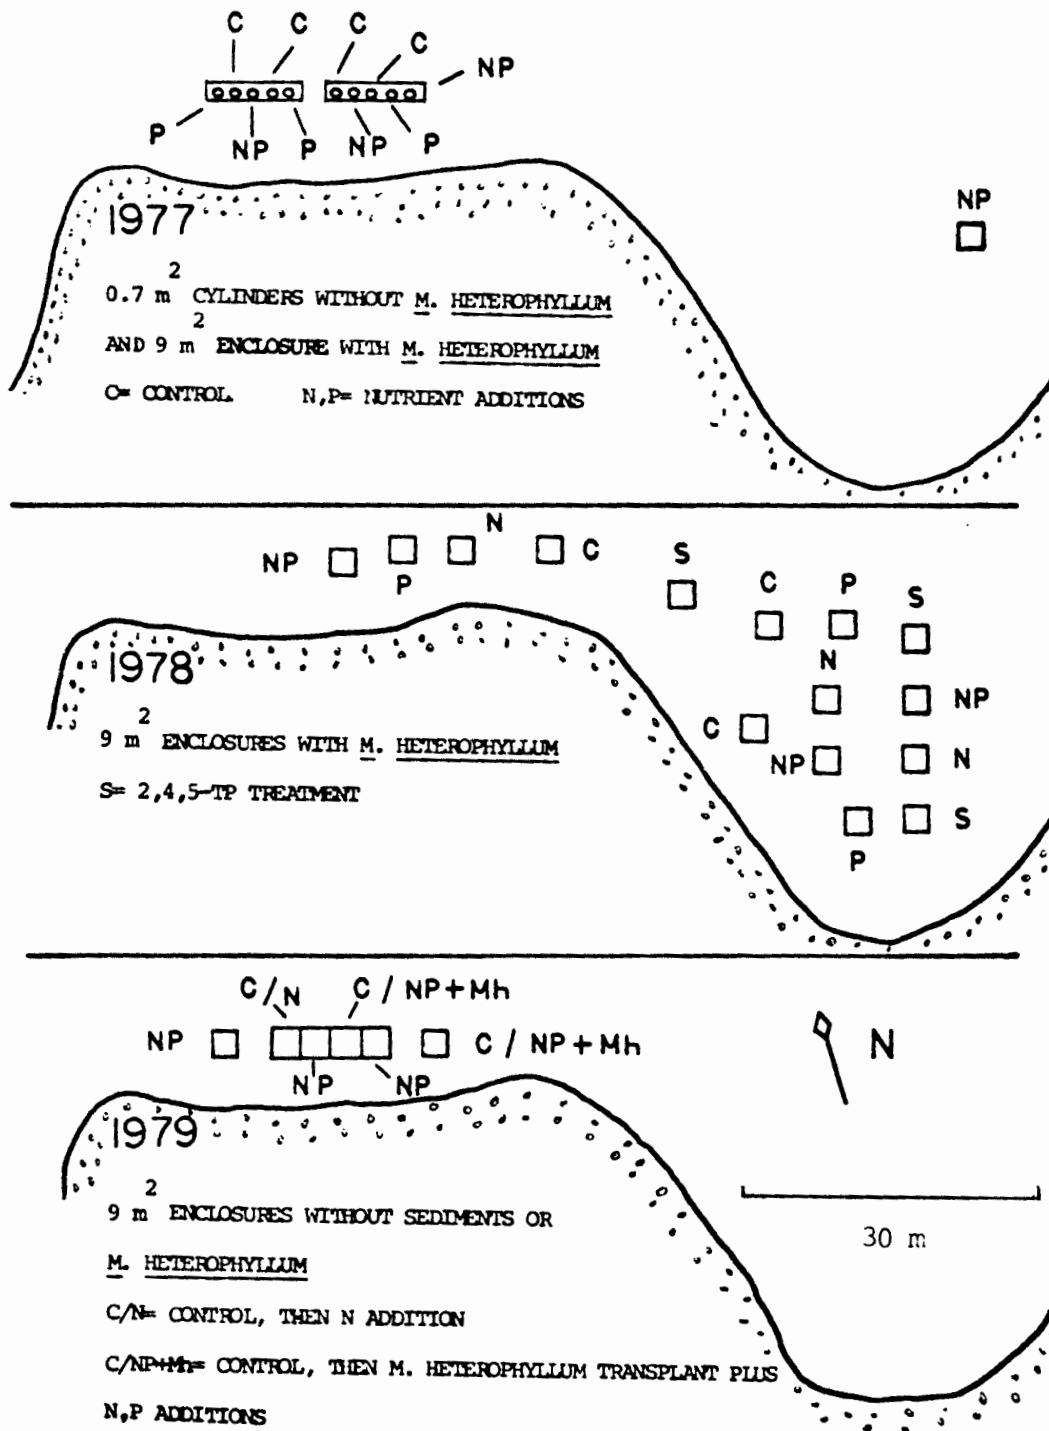 C C C C NP
P NP P NP P
NP
1977
0.7 m2 CYLINDERS WITHOUT M. HETEROPHYLLUM
AND 9 m2 ENCLOSURE WITH M. HETEROPHYLLUM
C= CONTROL. N,P= NUTRIENT ADDITIONS
NP P N C S C P S
N NP
C NP N
P S
1978
9 m2 ENCLOSURES WITH M. HETEROPHYLLUM
S= 2,4,5-TP TREATMENT
C/N C/NP+Mh
NP C/NP+Mh
NP NP
N
1979
30 m
9 m2 ENCLOSURES WITHOUT SEDIMENTS OR
M. HETEROPHYLLUM
C/N= CONTROL, THEN N ADDITION
C/NP+Mh= CONTROL, THEN M. HETEROPHYLLUM TRANSPLANT PLUS
N,P ADDITIONS